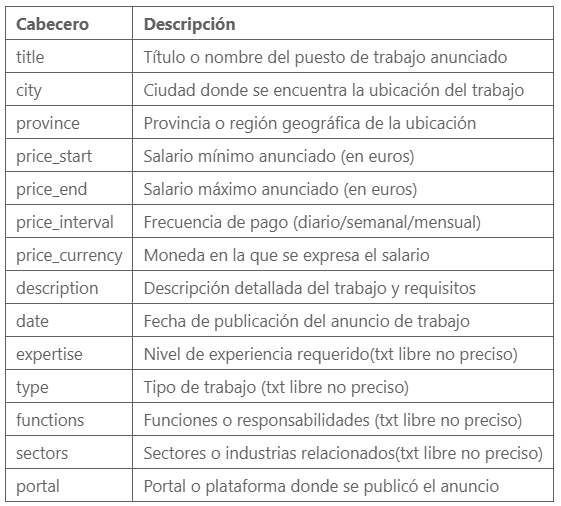 Cabecero Descripción
title Título o nombre del puesto de trabajo anunciado
city Ciudad donde se encuentra la ubicación del trabajo
province Provincia o región geográfica de la ubicación
price_start Salario mínimo anunciado (en euros)
price_end Salario máximo anunciado (en euros)
price_interval Frecuencia de pago (diario/semanal/mensual)
price_currency Moneda en la que se expresa el salario
description Descripción detallada del trabajo y requisitos
date Fecha de publicación del anuncio de trabajo
expertise Nivel de experiencia requerido(txt libre no preciso)
type Tipo de trabajo (txt libre no preciso)
functions Funciones o responsabilidades (txt libre no preciso)
sectors Sectores o industrias relacionados(txt libre no preciso)
portal Portal o plataforma donde se publicó el anuncio